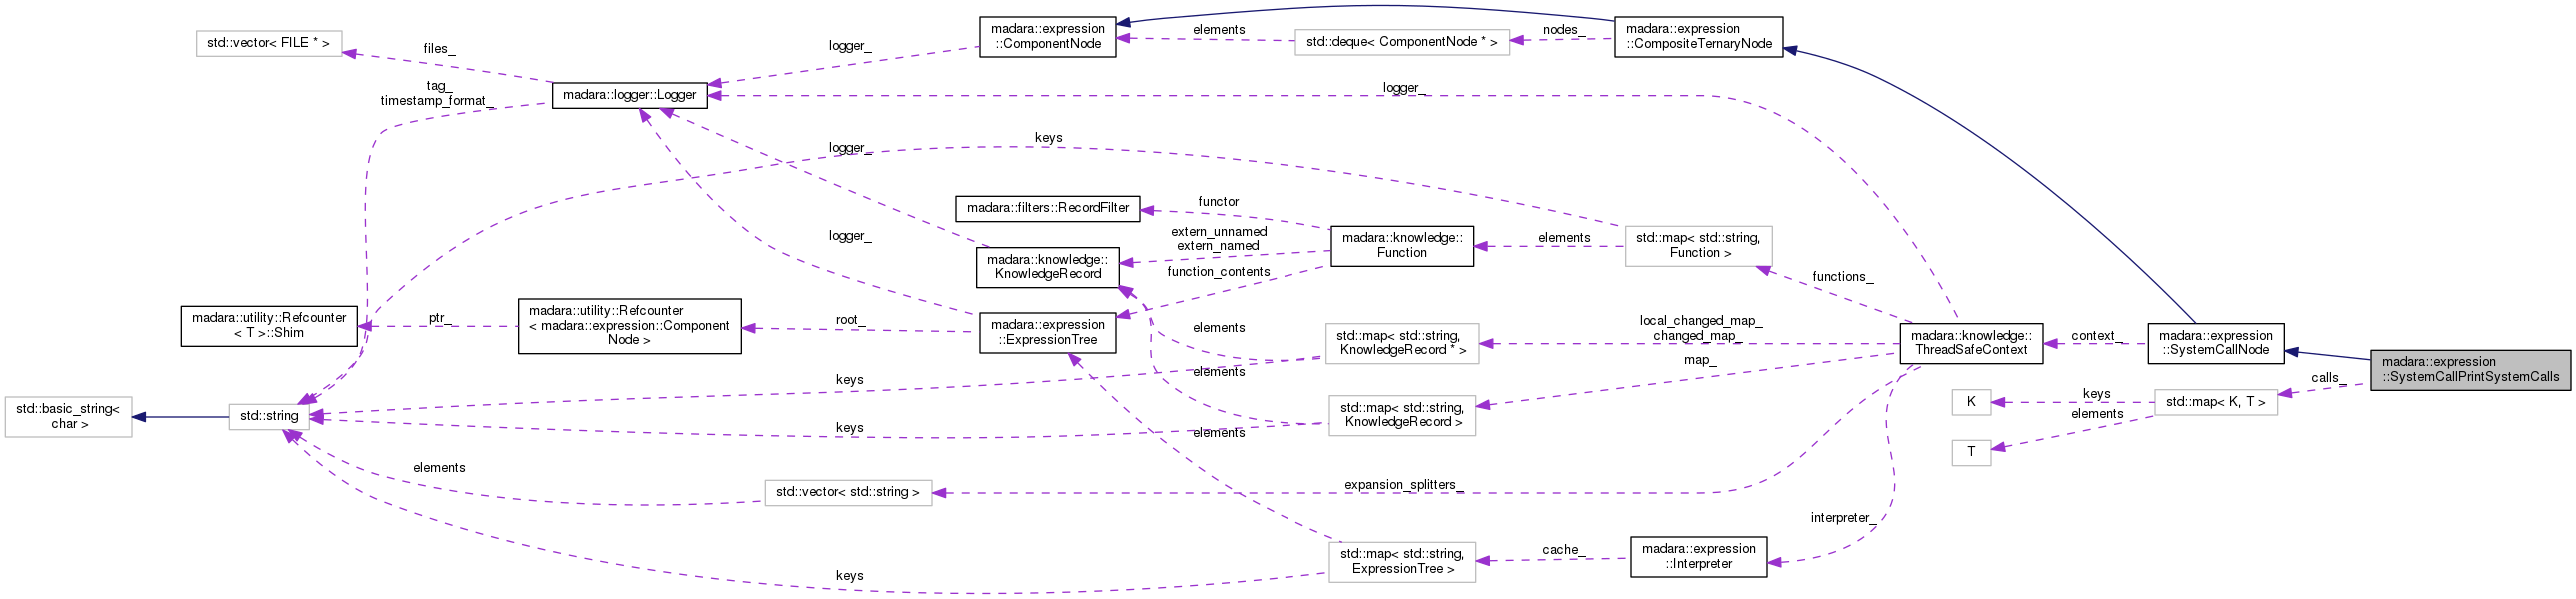 madara::expression
::ComponentNode
madara::expression
::CompositeTernaryNode
std::vector< FILE * >
files_
logger_
elements
std::deque< ComponentNode * >
nodes_
tag_
timestamp_format_
madara::logger::Logger
logger_
keys
logger_
madara::filters::RecordFilter
functor
extern_unnamed
extern_named
madara::knowledge::
Function
elements
std::map< std::string,
Function >
logger_
madara::knowledge::
KnowledgeRecord
function_contents
functions_
madara::utility::Refcounter
< T >::Shim
ptr_
madara::utility::Refcounter
< madara::expression::Component
Node >
root_
madara::expression
::ExpressionTree
elements
std::map< std::string,
KnowledgeRecord * >
local_changed_map_
changed_map_
madara::knowledge::
ThreadSafeContext
context_
madara::expression
::SystemCallNode
madara::expression
::SystemCallPrintSystemCalls
map_
keys
elements
calls_
std::basic_string<
char >
std::string
keys
std::map< std::string,
KnowledgeRecord >
K
keys
std::map< K, T >
elements
T
elements
elements
std::vector< std::string >
expansion_splitters_
interpreter_
std::map< std::string,
ExpressionTree >
cache_
madara::expression
::Interpreter
keys